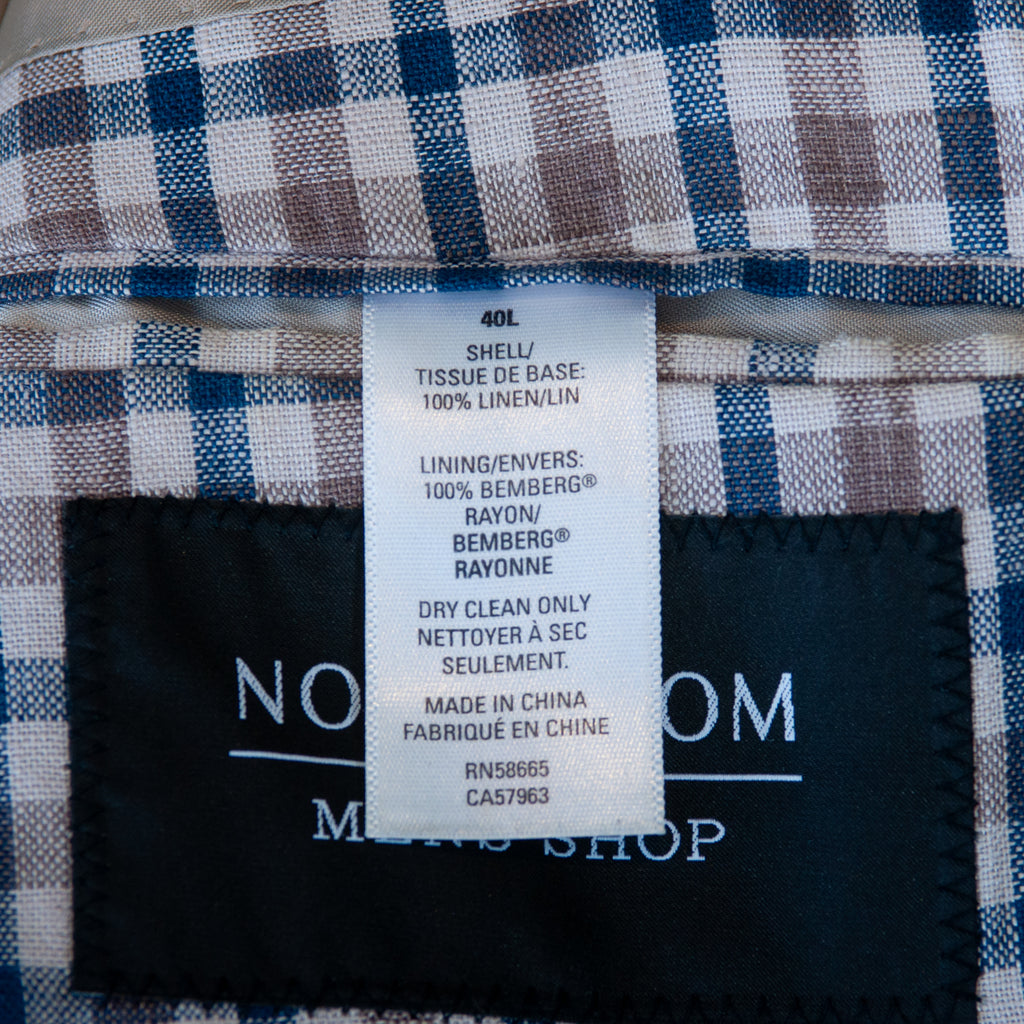 40L
SHELL/
TISSUE DE BASE:
100% LINEN/LIN
LINING/ENVERS:
100% BEMBERG®
RAYON/
BEMBERG®
RAYONNE
DRY CLEAN ONLY
NETTOYER À SEC
SEULEMENT.
MADE IN CHINA
FABRIQUÉ EN CHINE
RN58665
CA57963
SHOP